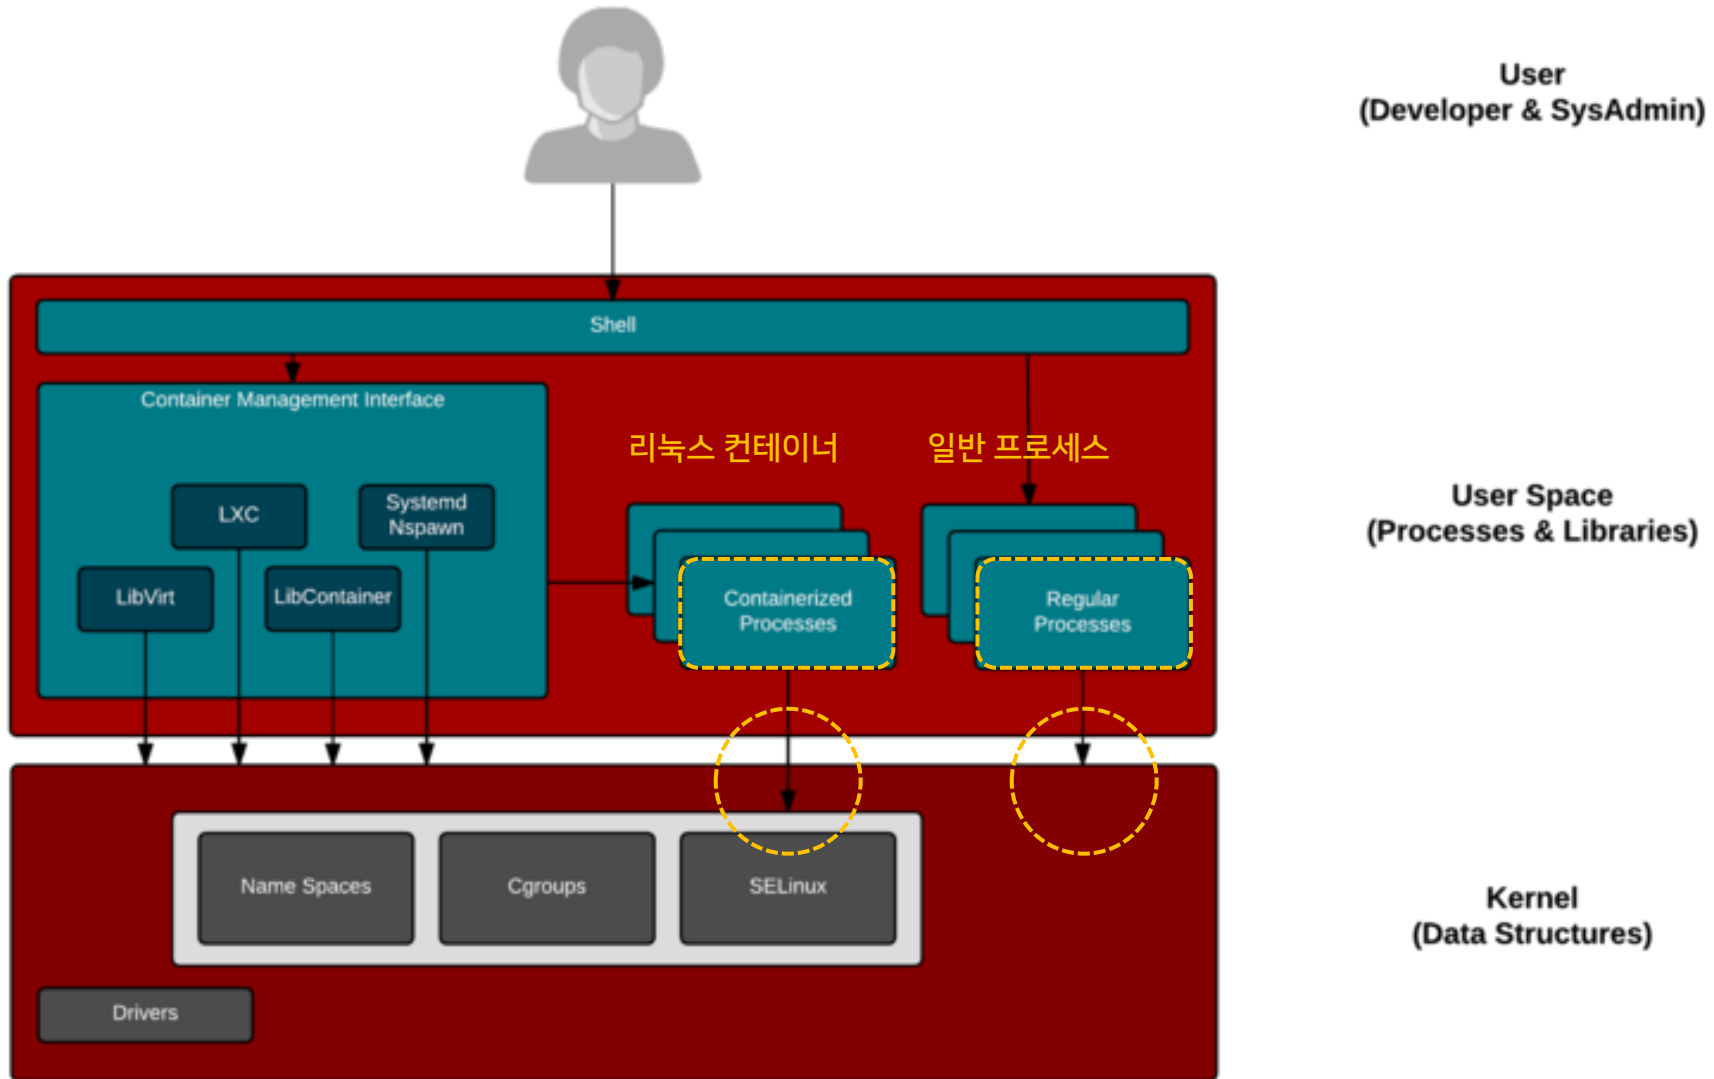 User
(Developer & SysAdmin)
Shell
Container Management Interface
리눅스 컨테이너
일반 프로세스
LXC
Systemd
Nspawn
LibVirt
LibContainer
Containerized
Processes
Regular
Processes
User Space
(Processes & Libraries)
Name Spaces
Cgroups
SELinux
Kernel
(Data Structures)
Drivers